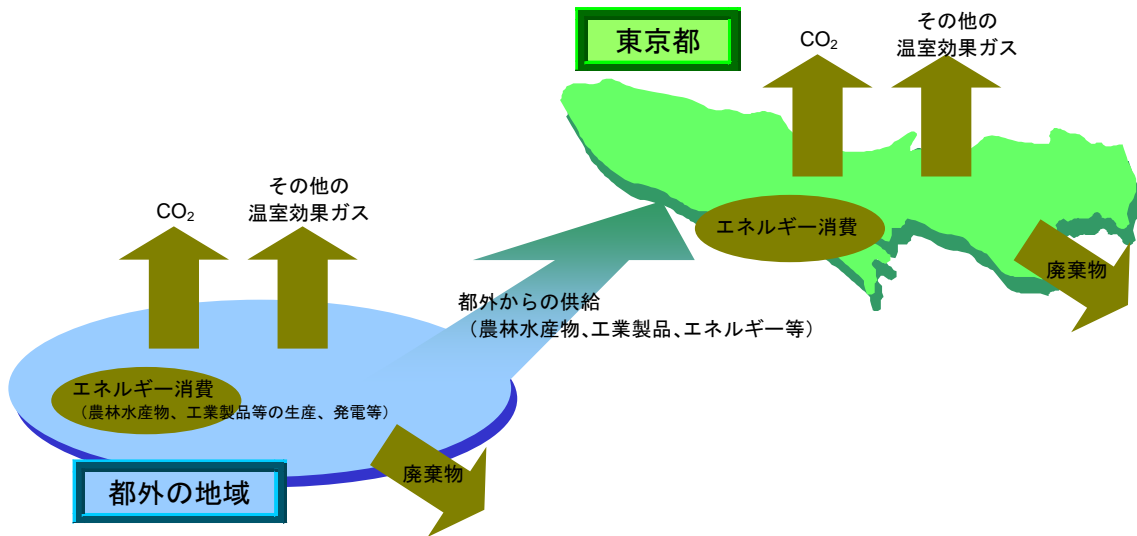 東京都
CO₂
その他の
温室効果ガス
エネルギー消費
廃棄物
CO₂
その他の
温室効果ガス
都外からの供給
（農林水産物、工業製品、エネルギー等）
エネルギー消費
（農林水産物、工業製品等の生産、発電等）
廃棄物
都外の地域